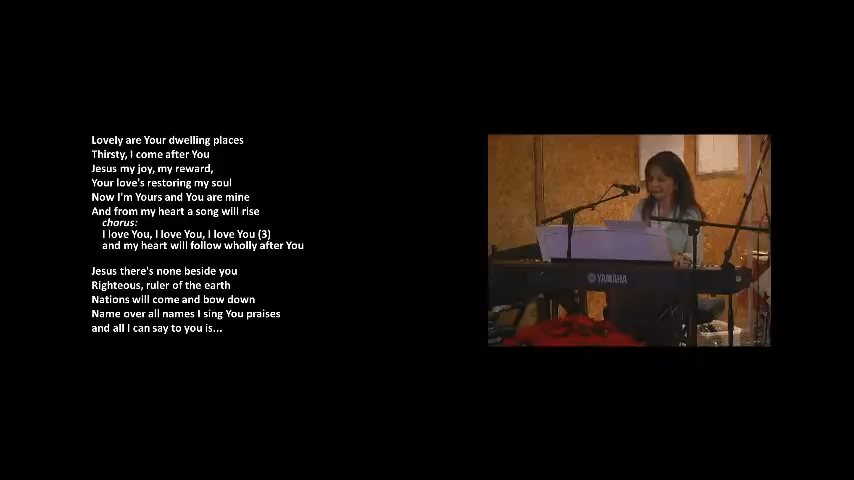 Lovely are Your dwelling places
Thirsty, I come after You
Jesus my joy, my reward,
Your love's restoring my soul
Now I'm Yours and You are mine
And from my heart a song will rise
chorus:
I love You, I love You, I love You (3)
and my heart will follow wholly after You
Jesus there's none beside you
Righteous, ruler of the earth
Nations will come and bow down
Name over all names I sing You praises
and all I can say to you is...
YAMAHA